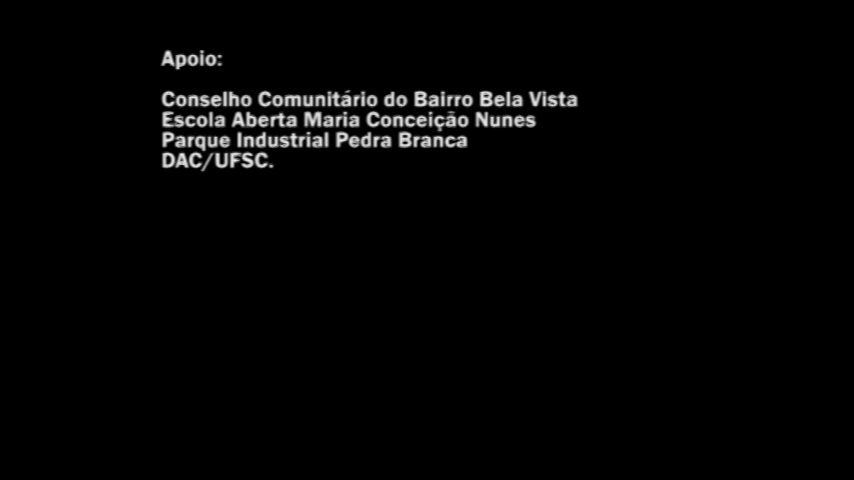 Apoio:
Conselho Comunitário do Bairro Bela Vista
Escola Aberta Maria Conceição Nunes
Parque Industrial Pedra Branca
DAC/UFSC.